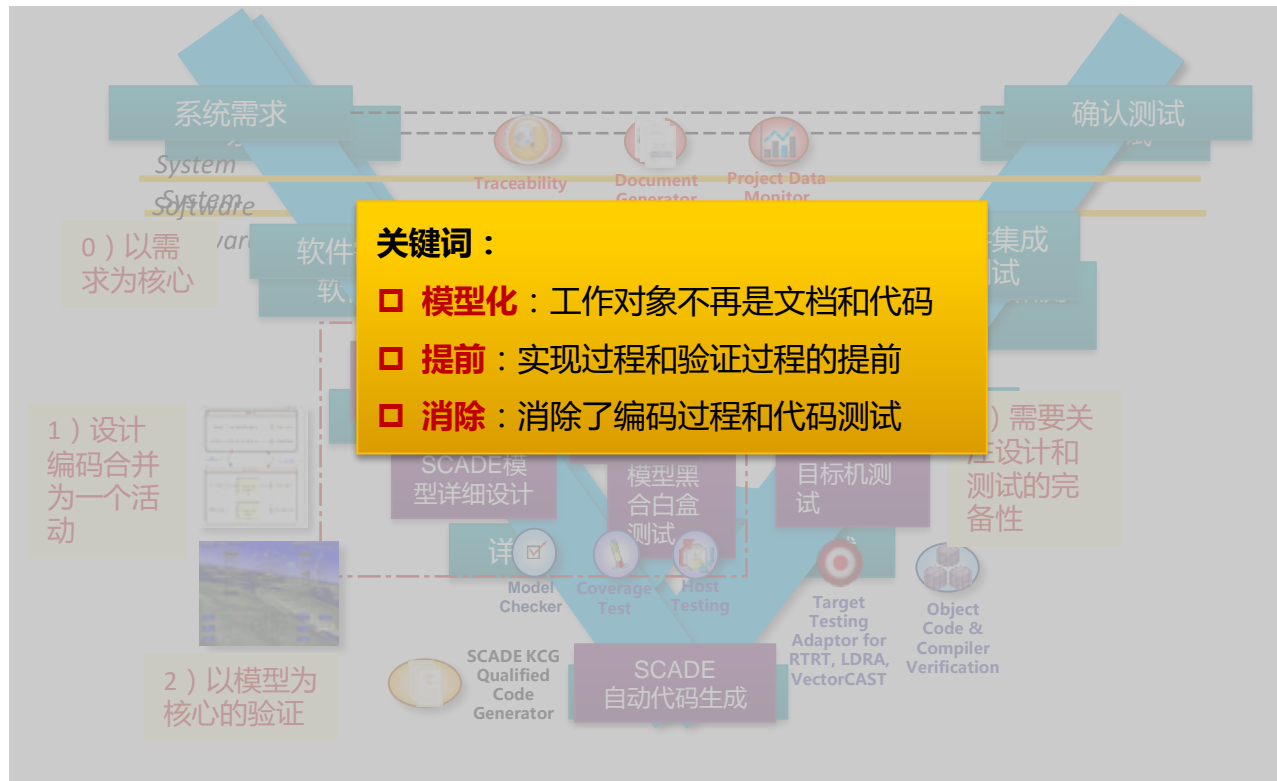 系统需求
确认测试
System
System
Software
Traceability
Document
Generator
Project Data
Monitor
0）以需
求为核心
软件
软
集成
试
关键词：
模型化：工作对象不再是文档和代码
提前：实现过程和验证过程的提前
消除：消除了编码过程和代码测试
1）设计
编码合并
为一个活
动
）需要关
注设计和
测试的完
备性
SCADE模
型详细设计
模型黑
合白盒
测试
目标机测
试
详
Model
Checker
Coverage
Test
Host
Testing
Target
Testing
Adaptor for
RTRT, LDRA,
VectorCAST
Object
Code &
Compiler
Verification
2）以模型为
核心的验证
SCADE KCG
Qualified
Code
Generator
SCADE
自动代码生成